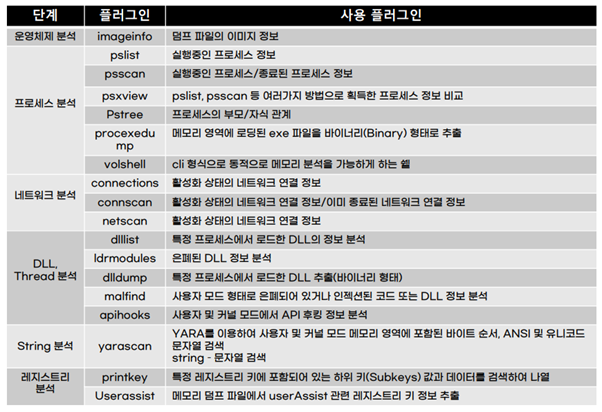 단계 플러그인 사용 플러그인
운영체제 분석 imageinfo 덤프 파일의 이미지 정보
프로세스 분석
pslist 실행중인 프로세스 정보
psscan 실행중인 프로세스/종료된 프로세스 정보
psxview pslist, psscan 등 여러가지 방법으로 획득한 프로세스 정보 비교
Pstree 프로세스의 부모/자식 관계
procexedu
mp
메모리 영역에 로딩된 exe 파일을 바이너리(Binary) 형태로 추출
volshell cli 형식으로 동적으로 메모리 분석을 가능하게 하는 쉘
네트워크 분석
connections 활성화 상태의 네트워크 연결 정보
connscan 활성화 상태의 네트워크 연결 정보/이미 종료된 네트워크 연결 정보
netscan 활성화 상태의 네트워크 연결 정보
DLL,
Thread 분석
dlllist 특정 프로세스에서 로드한 DLL의 정보 분석
ldrmodules 은폐된 DLL 정보 분석
dlldump 특정 프로세스에서 로드한 DLL 추출(바이너리 형태)
malfind 사용자 모드 형태로 은폐되어 있거나 인젝션된 코드 또는 DLL 정보 분석
apihooks 사용자 및 커널 모드에서 API 후킹 정보 분석
String 분석 yarascan
YARA를 이용하여 사용자 및 커널 모드 메모리 영역에 포함된 바이트 순서, ANSI 및 유니코드
문자열 검색
string - 문자열 검색
레지스트리
분석
printkey 특정 레지스트리 키에 포함되어 있는 하위 키(Subkeys) 값과 데이터를 검색하여 나열
Userassist 메모리 덤프 파일에서 userAssist 관련 레지스트리 키 정보 추출